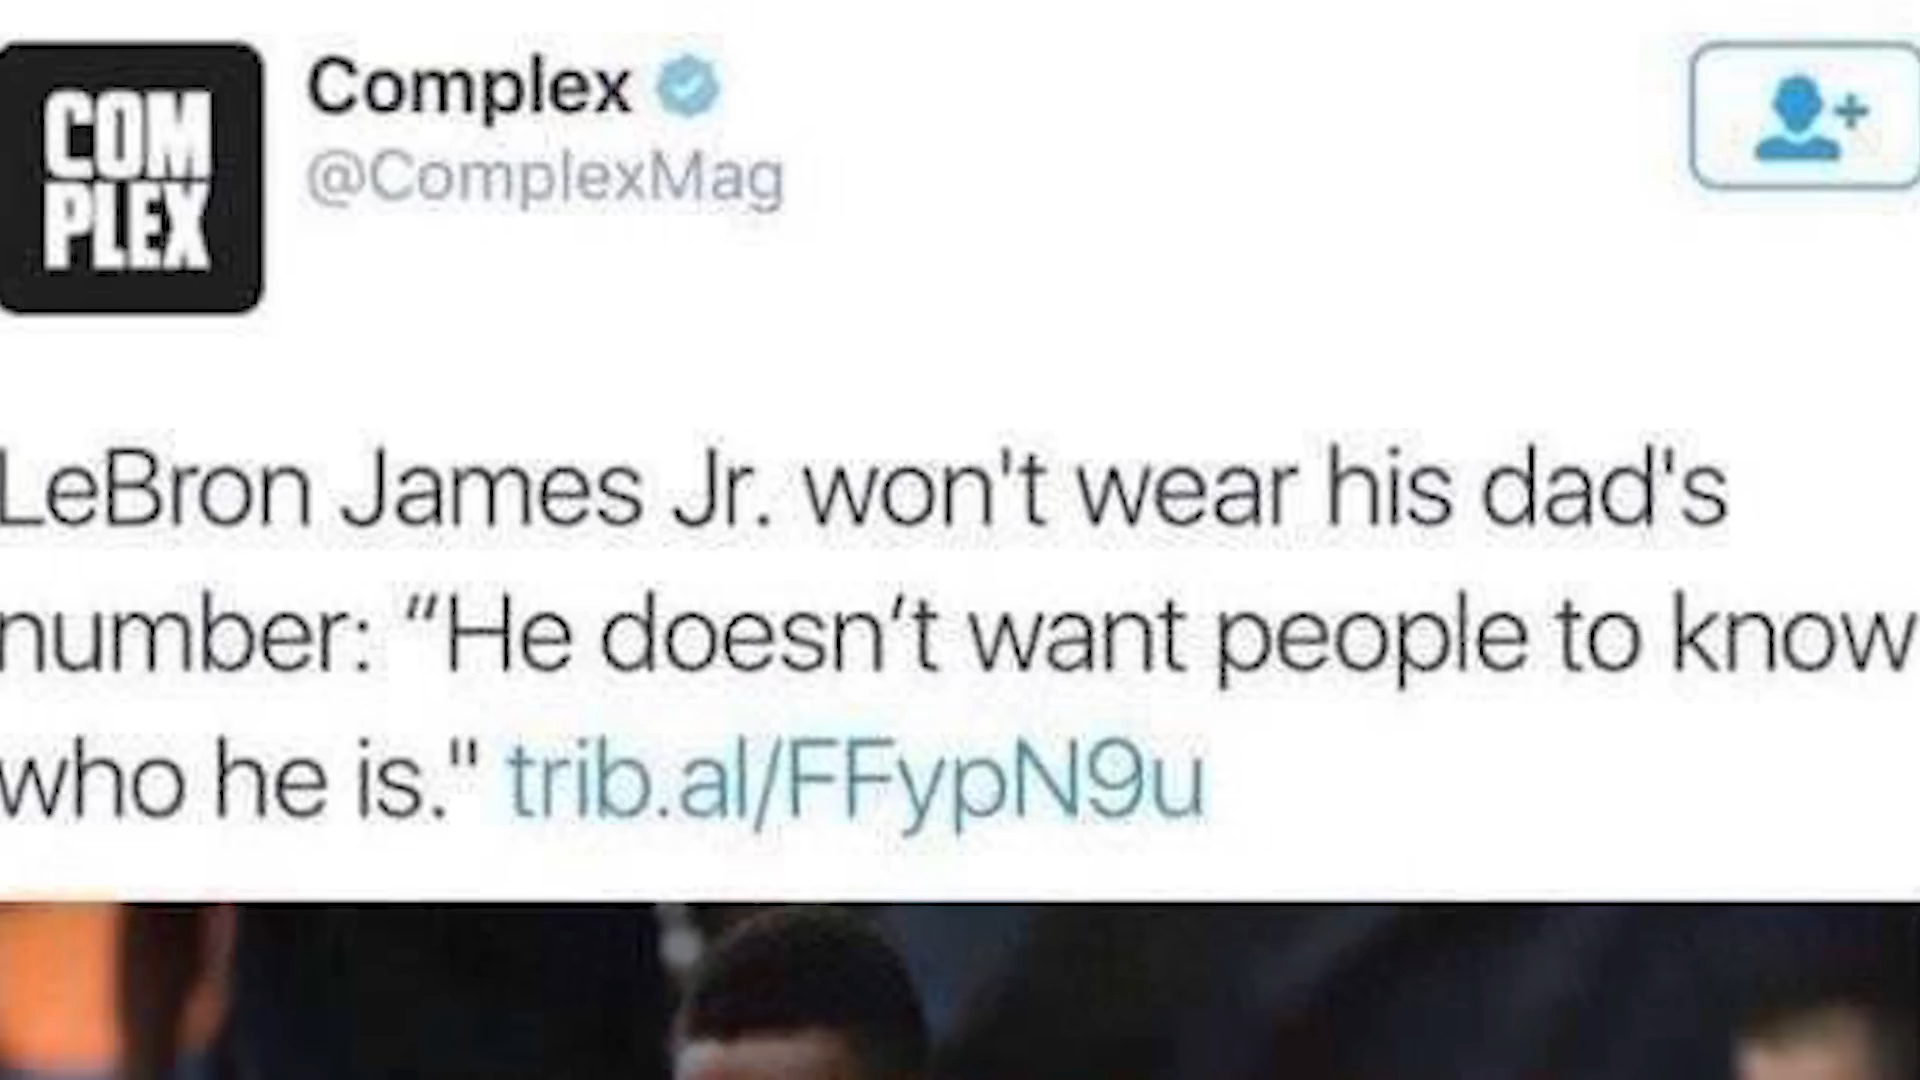 COM
PLEX
Complex
@ComplexMag
LeBron James Jr. won't wear his dad's
number: “He doesn‘t want people to know
who he is." trib.al/FFypN9u